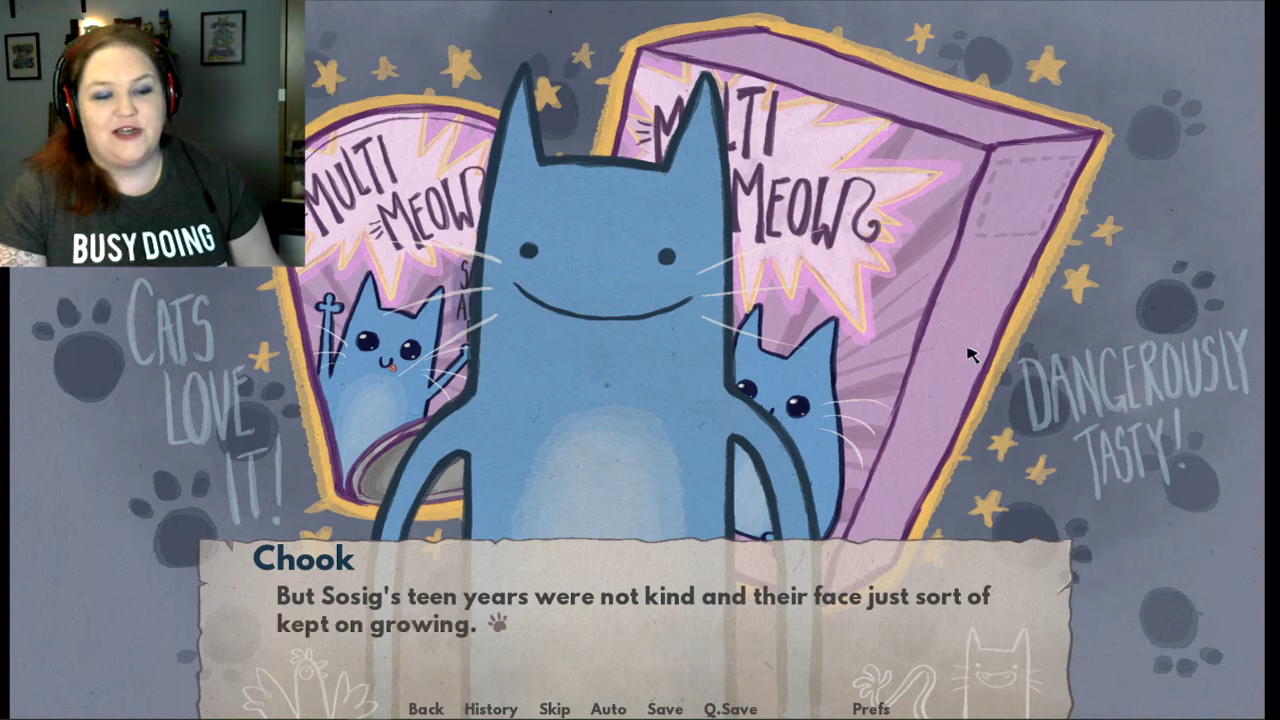 BUSY DOING
MULTI
MEOW
MULTI
MEOW
CATS
LOVE
IT!
DANGEROUSLY
TASTY!
Chook
But Sosig's teen years were not kind and their face just sort of
kept on growing.
Back History Skip Auto Save Q.Save Prefs